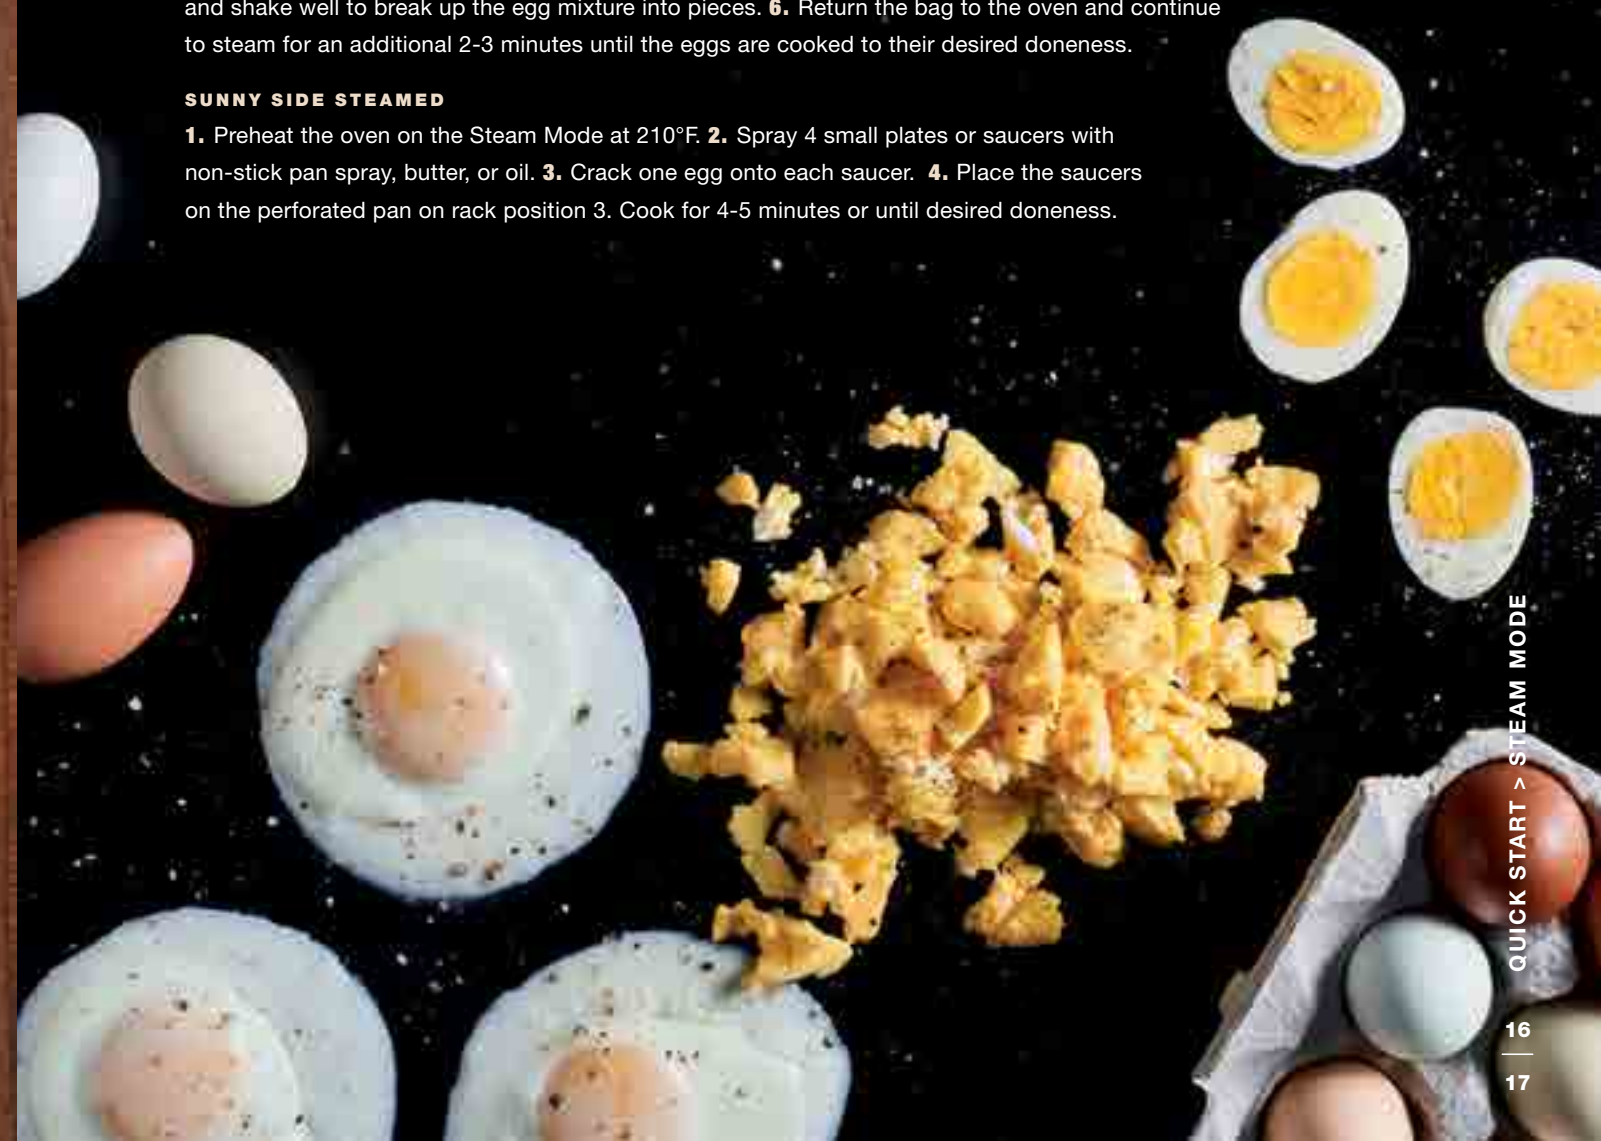 and shake well to break up the egg mixture into pieces. 6. Return the bag to the oven and continue
to steam for an additional 2-3 minutes until the eggs are cooked to their desired doneness.
SUNNY SIDE STEAMED
1. Preheat the oven on the Steam Mode at 210°F. 2. Spray 4 small plates or saucers with
non-stick pan spray, butter, or oil. 3. Crack one egg onto each saucer. 4. Place the saucers
on the perforated pan on rack position 3. Cook for 4-5 minutes or until desired doneness.
QUICK START > STEAM MODE
16
17